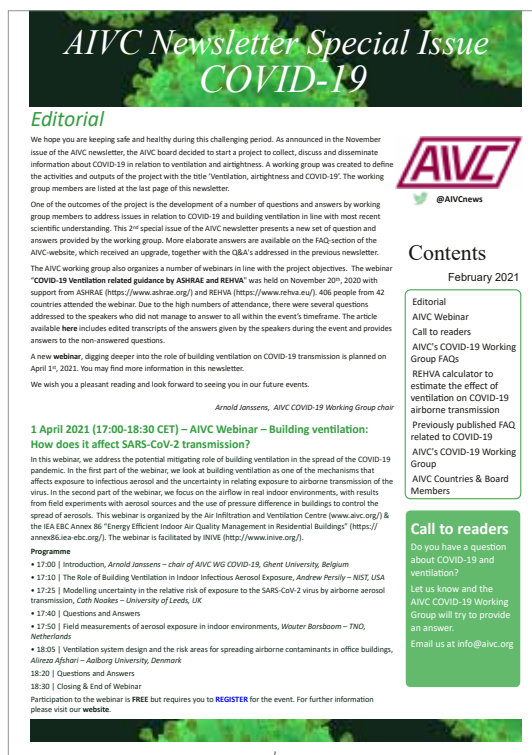 AIVC Newsletter Special Issue
COVID-19
Editorial
We hope you are keeping safe and healthy during this challenging period. As announced in the November
issue of the AIVC newsletter, the AIVC board decided to start a project to collect, discuss and disseminate
information about COVID-19 in relation to ventilation and airtightness. A working group was created to define
the activities and outputs of the project with the title ‘Ventilation, airtightness and COVID-19’. The working
group members are listed at the last page of this newsletter.
One of the outcomes of the project is the development of a number of questions and answers by working
group members to address issues in relation to COVID-19 and building ventilation in line with most recent
scientific understanding. This 2nd special issue of the AIVC newsletter presents a new set of question and
answers provided by the working group. More elaborate answers are available on the FAQ-section of the
AIVC-website, which received an upgrade, together with the Q&A's addressed in the previous newsletter.
The AIVC working group also organizes a number of webinars in line with the project objectives. The webinar
“COVID-19 Ventilation related guidance by ASHRAE and REHVA” was held on November 20th, 2020 with
support from ASHRAE (https://www.ashrae.org/) and REHVA (https://www.rehva.eu/). 406 people from 42
countries attended the webinar. Due to the high numbers of attendance, there were several questions
addressed to the speakers who did not manage to answer to all within the event's timeframe. The article
available here includes edited transcripts of the answers given by the speakers during the event and provides
answers to the non-answered questions.
A new webinar, digging deeper into the role of building ventilation on COVID-19 transmission is planned on
April 1st, 2021. You may find more information in this newsletter.
We wish you a pleasant reading and look forward to seeing you in our future events.
Arnold Janssens, AIVC COVID-19 Working Group chair
1 April 2021 (17:00-18:30 CET) – AIVC Webinar – Building ventilation:
How does it affect SARS-CoV-2 transmission?
In this webinar, we address the potential mitigating role of building ventilation in the spread of the COVID-19
pandemic. In the first part of the webinar, we look at building ventilation as one of the mechanisms that
affects exposure to infectious aerosol and the uncertainty in relating exposure to airborne transmission of the
virus. In the second part of the webinar, we focus on the airflow in real indoor environments, with results
from field experiments with aerosol sources and the use of pressure difference in buildings to control the
spread of aerosols. This webinar is organized by the Air Infiltration and Ventilation Centre (www.aivc.org/) &
the IEA EBC Annex 86 “Energy Efficient Indoor Air Quality Management in Residential Buildings” (https://
annex86.iea-ebc.org/). The webinar is facilitated by INIVE (http://www.inive.org/).
Programme
• 17:00 | Introduction, Arnold Janssens – chair of AIVC WG COVID-19, Ghent University, Belgium
• 17:10 | The Role of Building Ventilation in Indoor Infectious Aerosol Exposure, Andrew Persily – NIST, USA
• 17:25 | Modelling uncertainty in the relative risk of exposure to the SARS-CoV-2 virus by airborne aerosol
transmission, Cath Noakes – University of Leeds, UK
• 17:40 | Questions and Answers
• 17:50 | Field measurements of aerosol exposure in indoor environments, Wouter Borsboom – TNO,
Netherlands
• 18:05 | Ventilation system design and the risk areas for spreading airborne contaminants in office buildings,
Alireza Afshari – Aalborg University, Denmark
18:20 | Questions and Answers
18:30 | Closing & End of Webinar
Participation to the webinar is FREE but requires you to REGISTER for the event. For further information
please visit our website.
AIVC
@AIVCnews
Contents
February 2021
Editorial
AIVC Webinar
Call to readers
AIVC's COVID-19 Working
Group FAQs
REHVA calculator to
estimate the effect of
ventilation on COVID-19
airborne transmission
Previously published FAQ
related to COVID-19
AIVC's COVID-19 Working
Group
AIVC Countries & Board
Members
Call to readers
Do you have a question
about COVID-19 and
ventilation?
Let us know and the
AIVC COVID-19 Working
Group will try to provide
an answer.
Email us at info@aivc.org